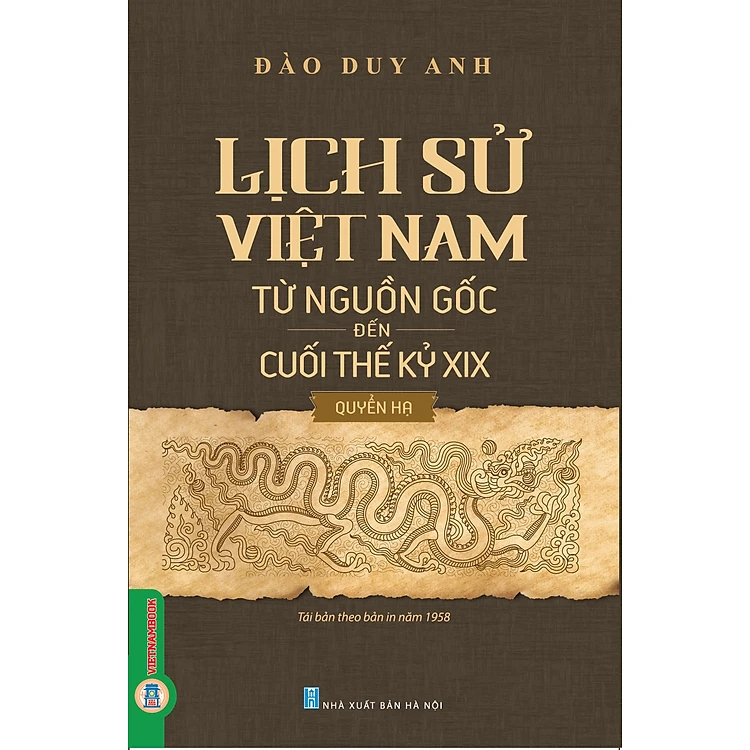 ĐÀO DUY ANH
LỊCH SỬ
VIỆT NAM
TỪ NGUỒN GỐC
ĐẾN
CUỐI THẾ KỶ XIX
QUYỂN HẠ
Tái bản theo bản in năm 1958
VIETNAMBOOK
NHÀ XUẤT BẢN HÀ NỘI